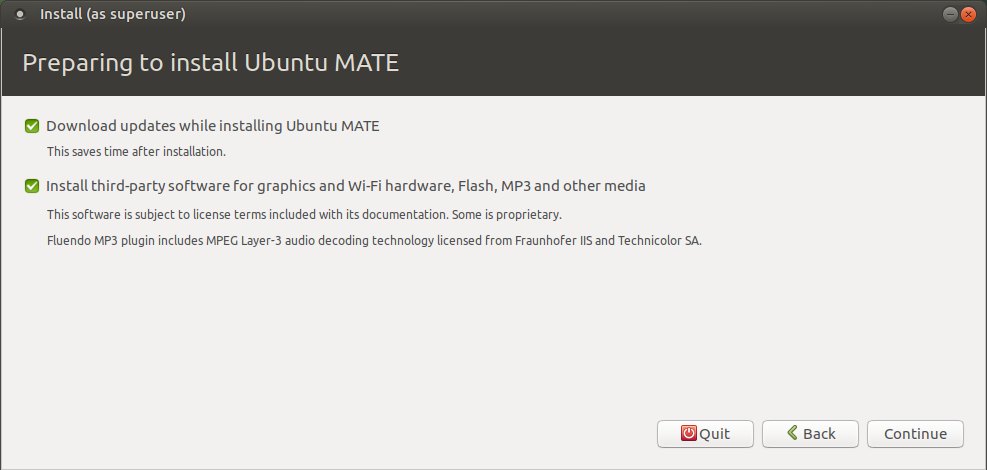 Install (as superuser)
Preparing to install Ubuntu MATE
Download updates while installing Ubuntu MATE
This saves time after installation.
Install third-party software for graphics and Wi-Fi hardware, Flash, MP3 and other media
This software is subject to license terms included with its documentation. Some is proprietary.
Fluendo MP3 plugin includes MPEG Layer-3 audio decoding technology licensed from Fraunhofer IIS and Technicolor SA.
Quit
Back
Continue